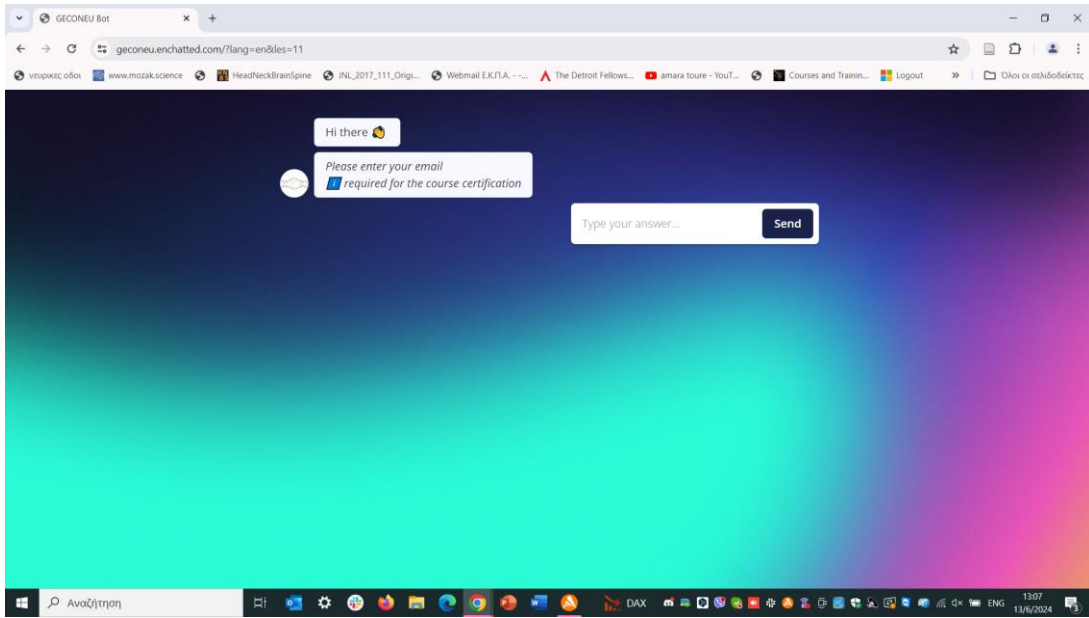 GECONEU Bot
geconeu.enchatted.com/?lang=en&les=11
νευρικες οδοι www.mozak.science HeadNeckBrainSpine JNL_2017_111_Origi... Webmail Ε.Κ.Π.Α. - -... The Detroit Fellows... amara toure - YouT... Courses and Trainin... Logout » Όλοι οι σελιδοδείκτες
Hi there
Please enter your email
required for the course certification
Type your answer... Send
Αναζήτηση DAX ENG 13:07
13/6/2024